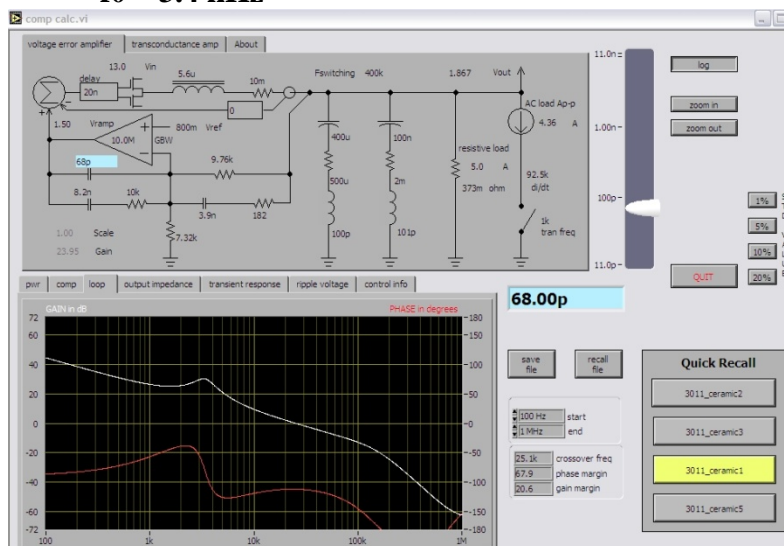 comp calc.vi
voltage error amplifier
transconductance amp
About
13.0 Vin
delay
20n
5.6u
10m
0
Fswitching 400k
1.867
Vout
AC load Ap-p
4.36 A
1.50
Vramp
10.0M
GBW
800m Vref
68p
9.76k
8.2n
10k
3.9n
182
7.32k
1.00 Scale
23.95 Gain
400u
500u
100p
100n
2m
101p
resistive load
5.0 A
373m ohm
92.5k
di/dt
1k
tran freq
11.0n
1.00n
100p
11.0p
log
zoom in
zoom out
1%
5%
10%
20%
QUIT
68.00p
pwr
comp
loop
output impedance
transient response
ripple voltage
control info
GAIN in dB
PHASE in degrees
72
60
40
20
0
-20
-40
-60
-72
180
150
100
50
0
-50
-100
-150
-180
100
1k
10k
100k
1M
save file
recall file
100 Hz start
1 MHz end
25.1k crossover freq
67.9 phase margin
20.6 gain margin
Quick Recall
3011_ceramic2
3011_ceramic3
3011_ceramic1
3011_ceramic5